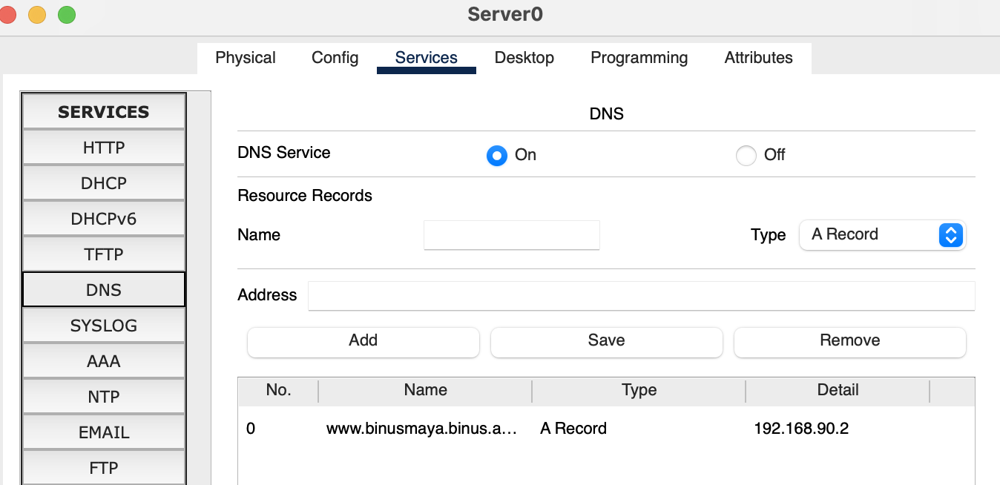 Server0
Physical Config Services Desktop Programming Attributes
SERVICES
HTTP
DHCP
DHCPv6
TFTP
DNS
SYSLOG
AAA
NTP
EMAIL
FTP
DNS
DNS Service On Off
Resource Records
Name Type A Record
Address
Add Save Remove
No. Name Type Detail
0 www.binusmaya.binus.a... A Record 192.168.90.2